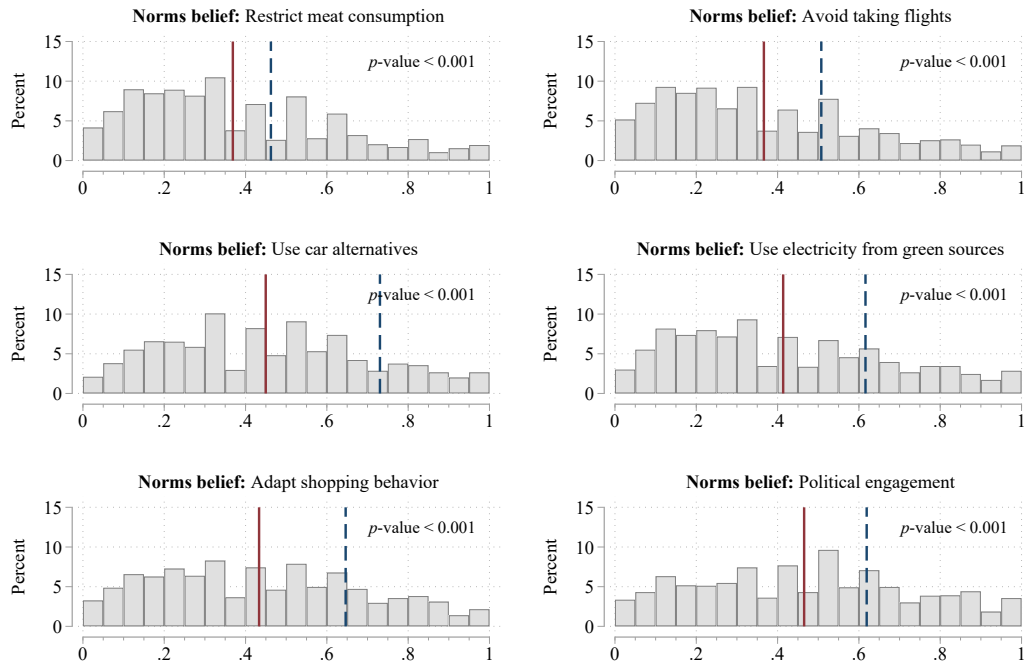 Norms belief: Restrict meat consumption
p-value < 0.001
Percent
15
10
5
0
0 .2 .4 .6 .8 1
Norms belief: Avoid taking flights
p-value < 0.001
Percent
15
10
5
0
0 .2 .4 .6 .8 1
Norms belief: Use car alternatives
p-value < 0.001
Percent
15
10
5
0
0 .2 .4 .6 .8 1
Norms belief: Use electricity from green sources
p-value < 0.001
Percent
15
10
5
0
0 .2 .4 .6 .8 1
Norms belief: Adapt shopping behavior
p-value < 0.001
Percent
15
10
5
0
0 .2 .4 .6 .8 1
Norms belief: Political engagement
p-value < 0.001
Percent
15
10
5
0
0 .2 .4 .6 .8 1